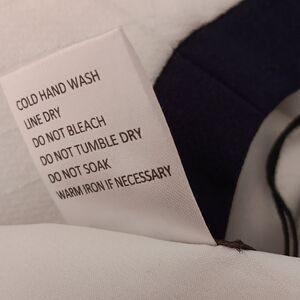 COLD HAND WASH
LINE DRY
DO NOT BLEACH
DO NOT TUMBLE DRY
DO NOT SOAK
WARM IRON IF NECESSARY